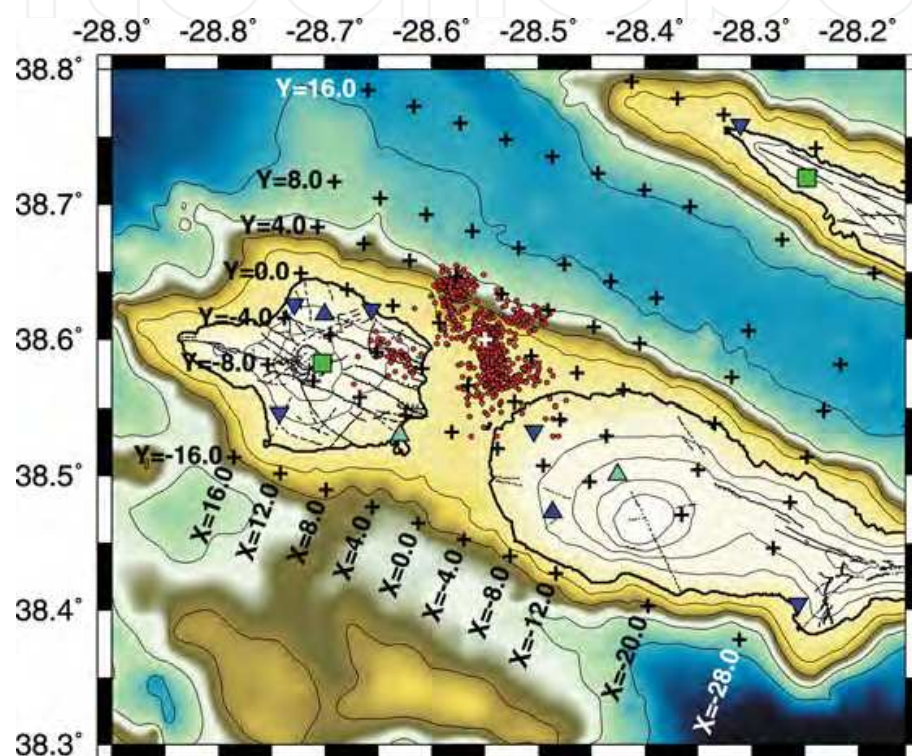 -28.9˚ -28.8˚ -28.7˚ -28.6˚ -28.5˚ -28.4˚ -28.3˚ -28.2˚
38.8˚
Y=16.0
38.7˚
Y=8.0
Y=4.0
Y=0.0
38.6˚
Y=-4.0
Y=-8.0
38.5˚
Y=-16.0
X=16.0
X=12.0
X=8.0
X=4.0
X=0.0
X=-4.0
X=-8.0
X=-12.0
X=-20.0
X=-28.0
38.4˚
38.3˚